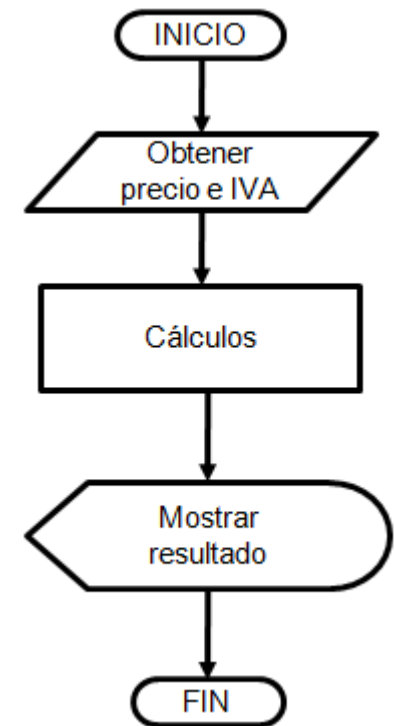 INICIO
Obtener
precio e IVA
Cálculos
Mostrar
resultado
FIN